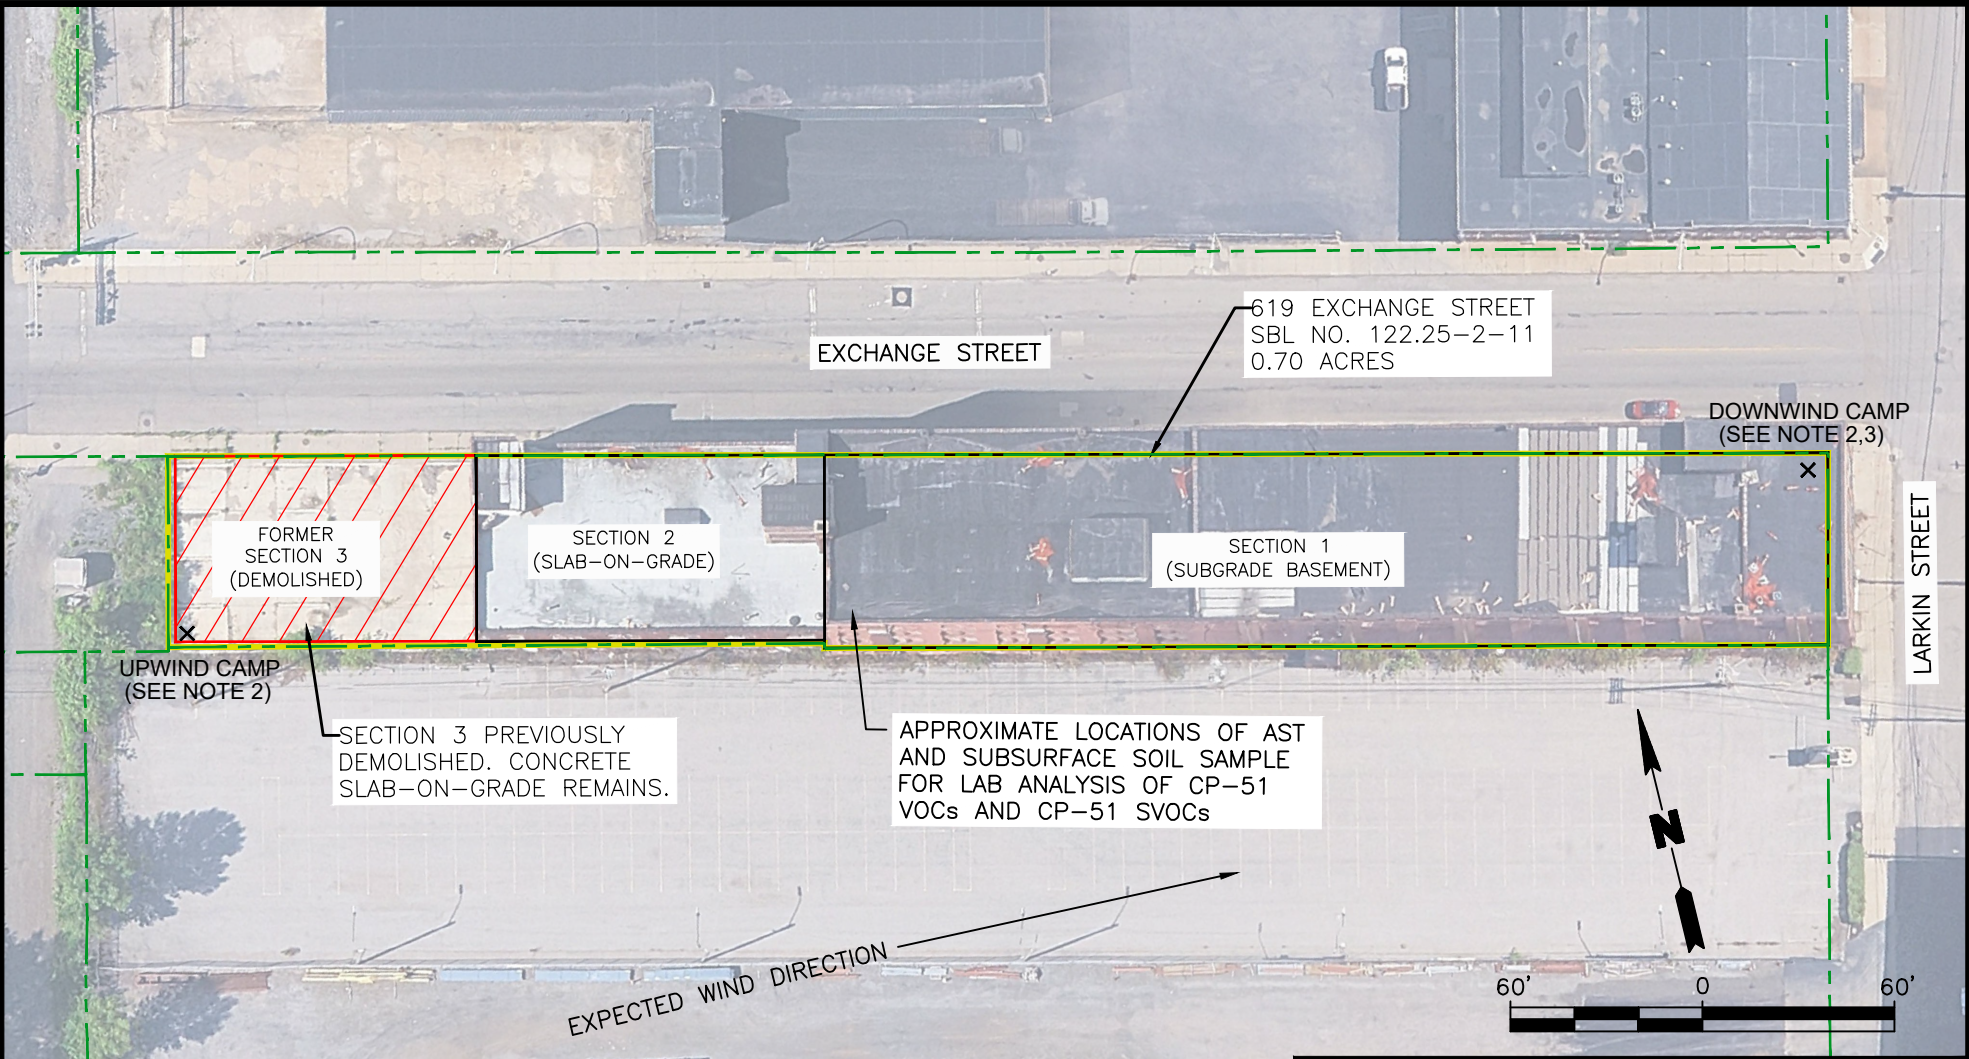 619 EXCHANGE STREET
SBL NO. 122.25-2-11
0.70 ACRES
EXCHANGE STREET
DOWNWIND CAMP
(SEE NOTE 2,3)
FORMER
SECTION 3
(DEMOLISHED)
SECTION 2
(SLAB-ON-GRADE)
SECTION 1
(SUBGRADE BASEMENT)
LARKIN STREET
UPWIND CAMP
(SEE NOTE 2)
SECTION 3 PREVIOUSLY
DEMOLISHED. CONCRETE
SLAB-ON-GRADE REMAINS.
APPROXIMATE LOCATIONS OF AST
AND SUBSURFACE SOIL SAMPLE
FOR LAB ANALYSIS OF CP-51
VOCs AND CP-51 SVOCs
N
EXPECTED WIND DIRECTION
60' 0 60'